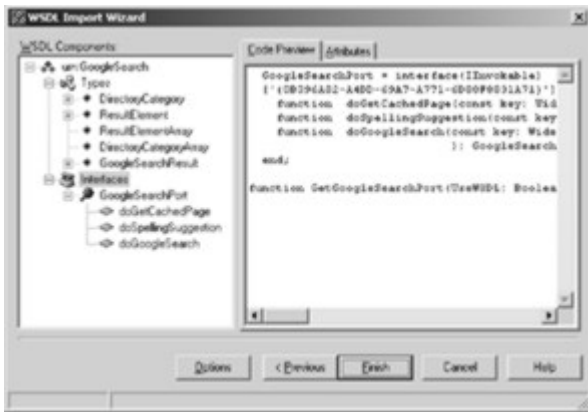 WSDL Import Wizard
WSDL Components:
urn:GoogleSearch
Types
DirectoryCategory
ResultElement
ResultElementArray
DirectoryCategoryArray
GoogleSearchResult
Interfaces
GoogleSearchPort
doGetCachedPage
doSpellingSuggestion
doGoogleSearch
Code Preview
Attributes
GoogleSearchPort = interface(IInvokable)
function doGetCachedPage(const key: Wid
function doSpellingSuggestion(const key
function doGoogleSearch(const key: Wide
): GoogleSearch
end;
function GetGoogleSearchPort(UseWSDL: Boolea
Options
< Previous
Finish
Cancel
Help